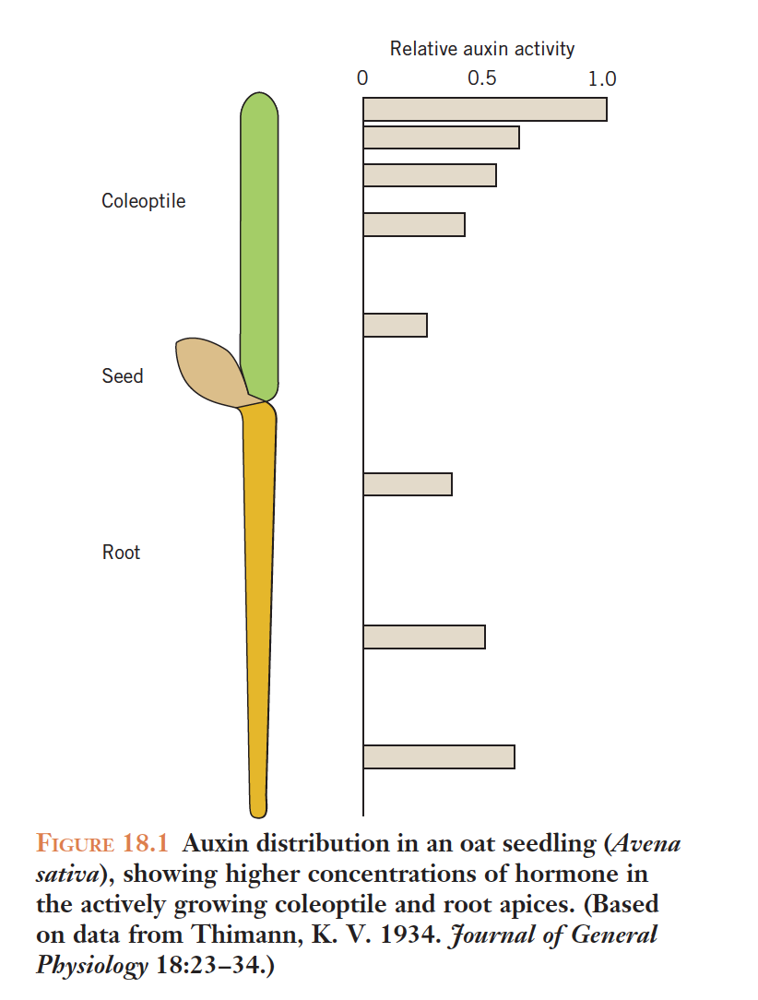 Relative auxin activity
0 0.5 1.0
Coleoptile
Seed
Root
FIGURE 18.1 Auxin distribution in an oat seedling (Avena
sativa), showing higher concentrations of hormone in
the actively growing coleoptile and root apices. (Based
on data from Thimann, K. V. 1934. Journal of General
Physiology 18:23–34.)